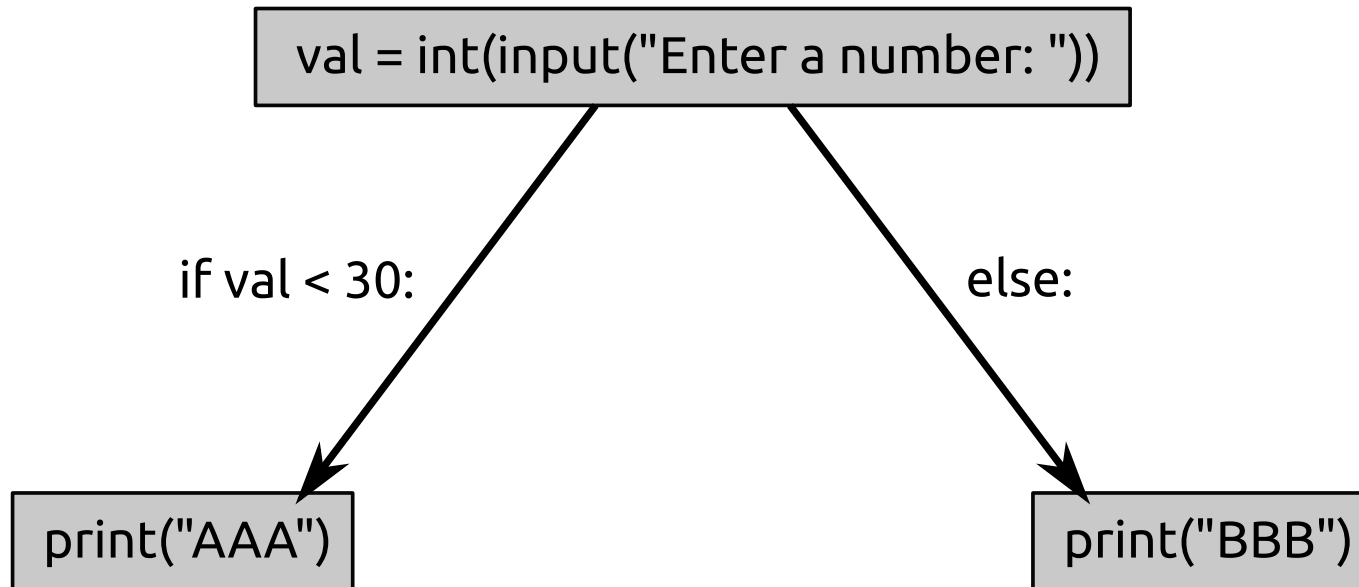 val = int(input("Enter a number: "))
if val < 30:
else:
print("AAA")
print("BBB")